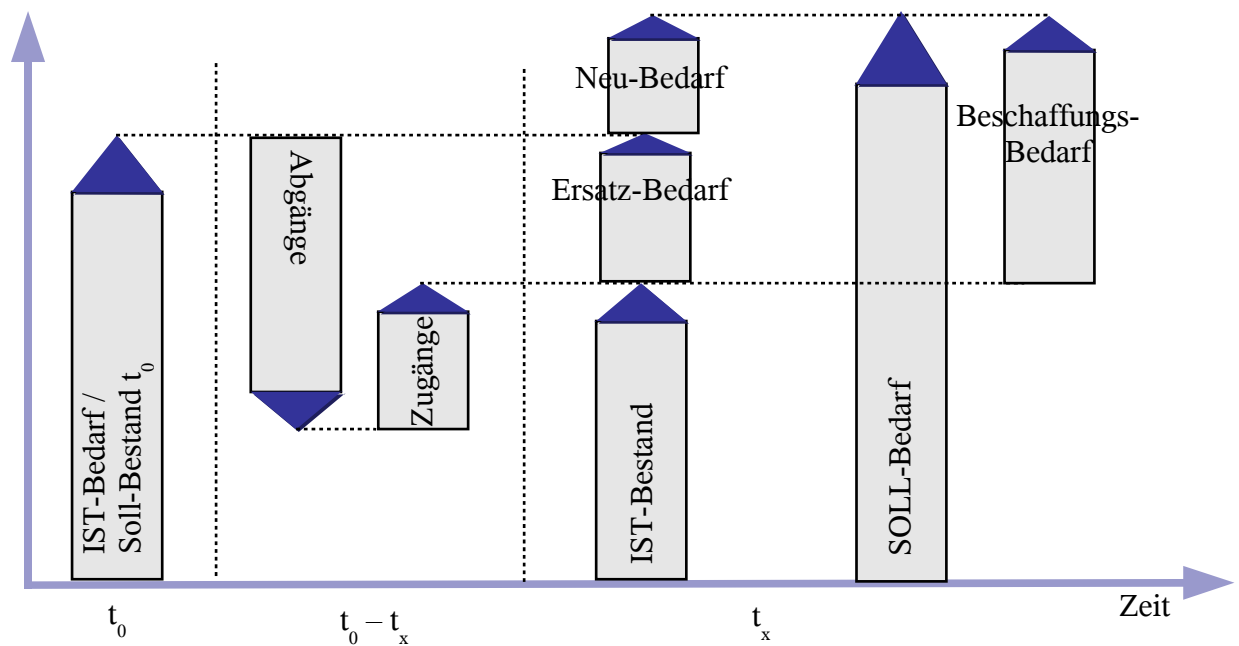 IST-Bedarf /
Soll-Bestand t₀
Abgänge
Zugänge
Neu-Bedarf
Ersatz-Bedarf
IST-Bestand
SOLL-Bedarf
Beschaffungs-
Bedarf
t₀
t₀ – tₓ
tₓ
Zeit